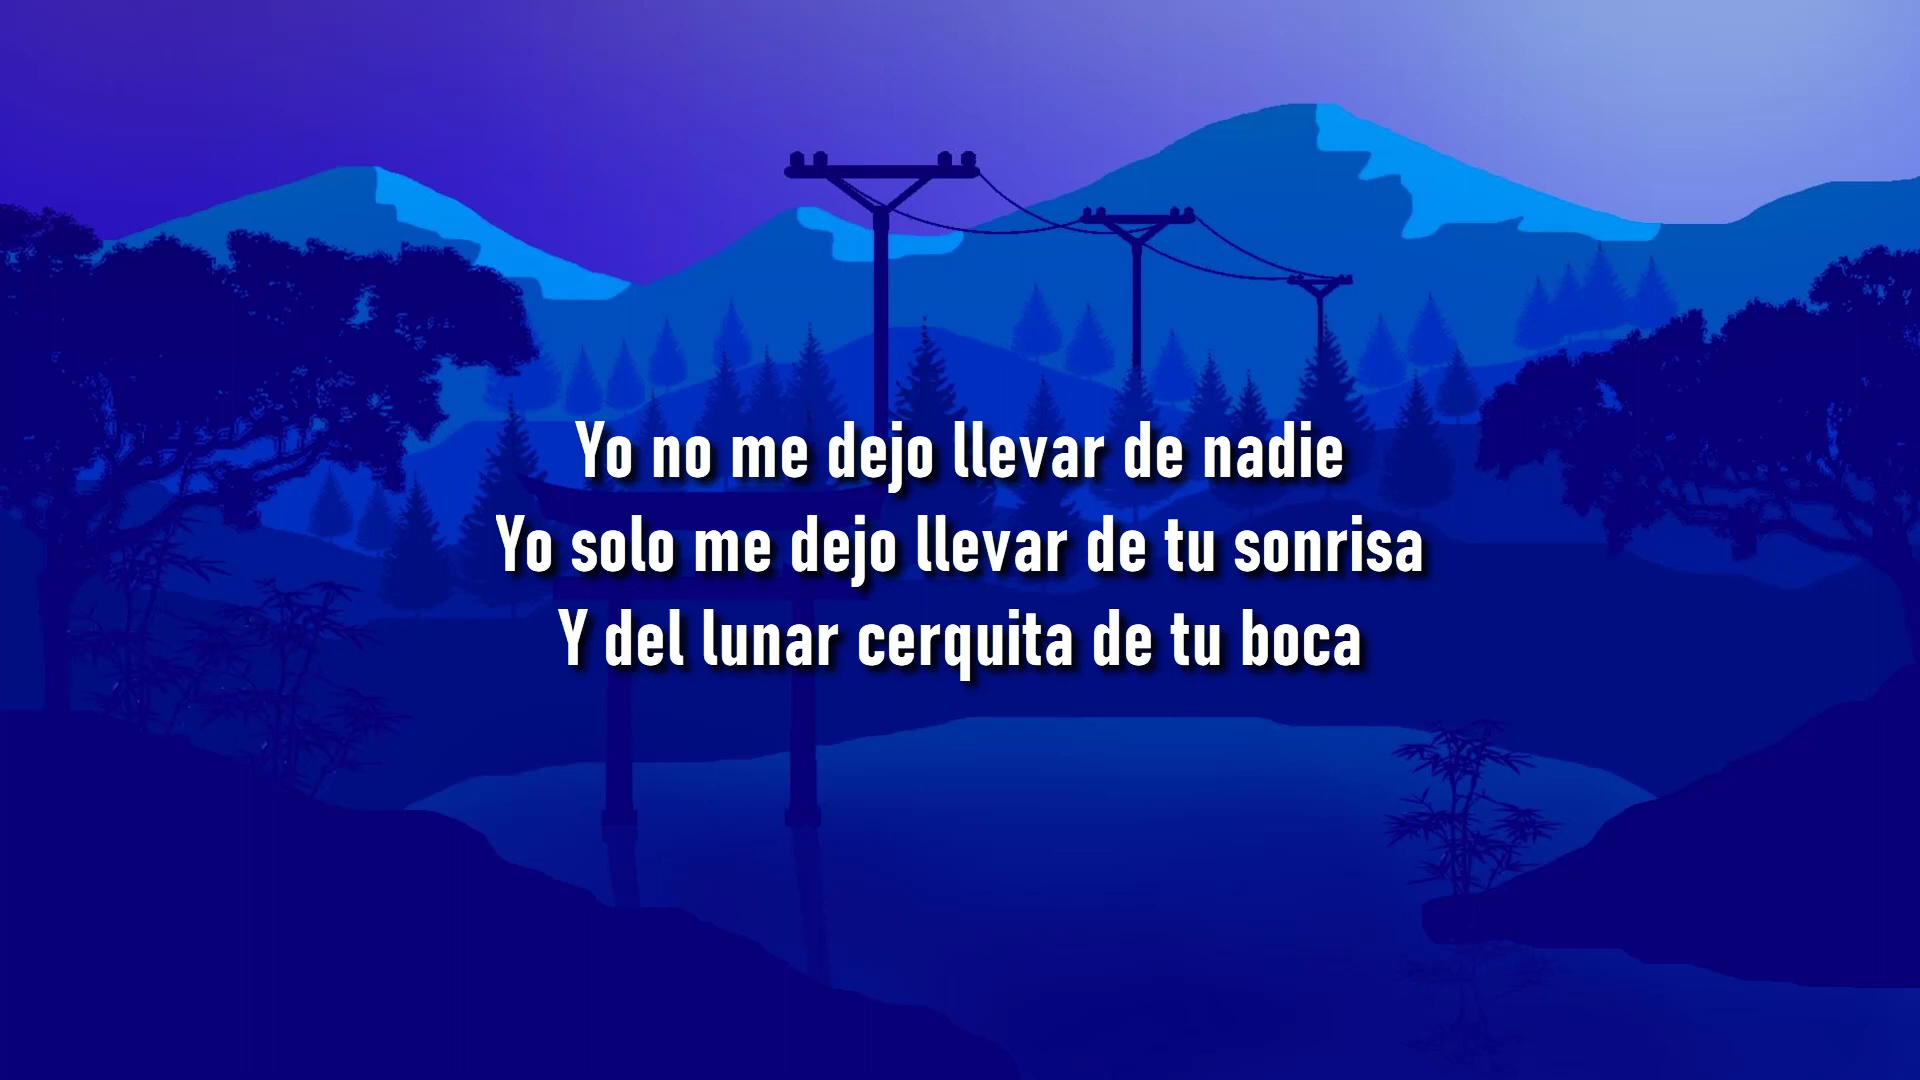 Yo no me dejo llevar de nadie
Yo solo me dejo llevar de tu sonrisa
Y del lunar cerquita de tu boca